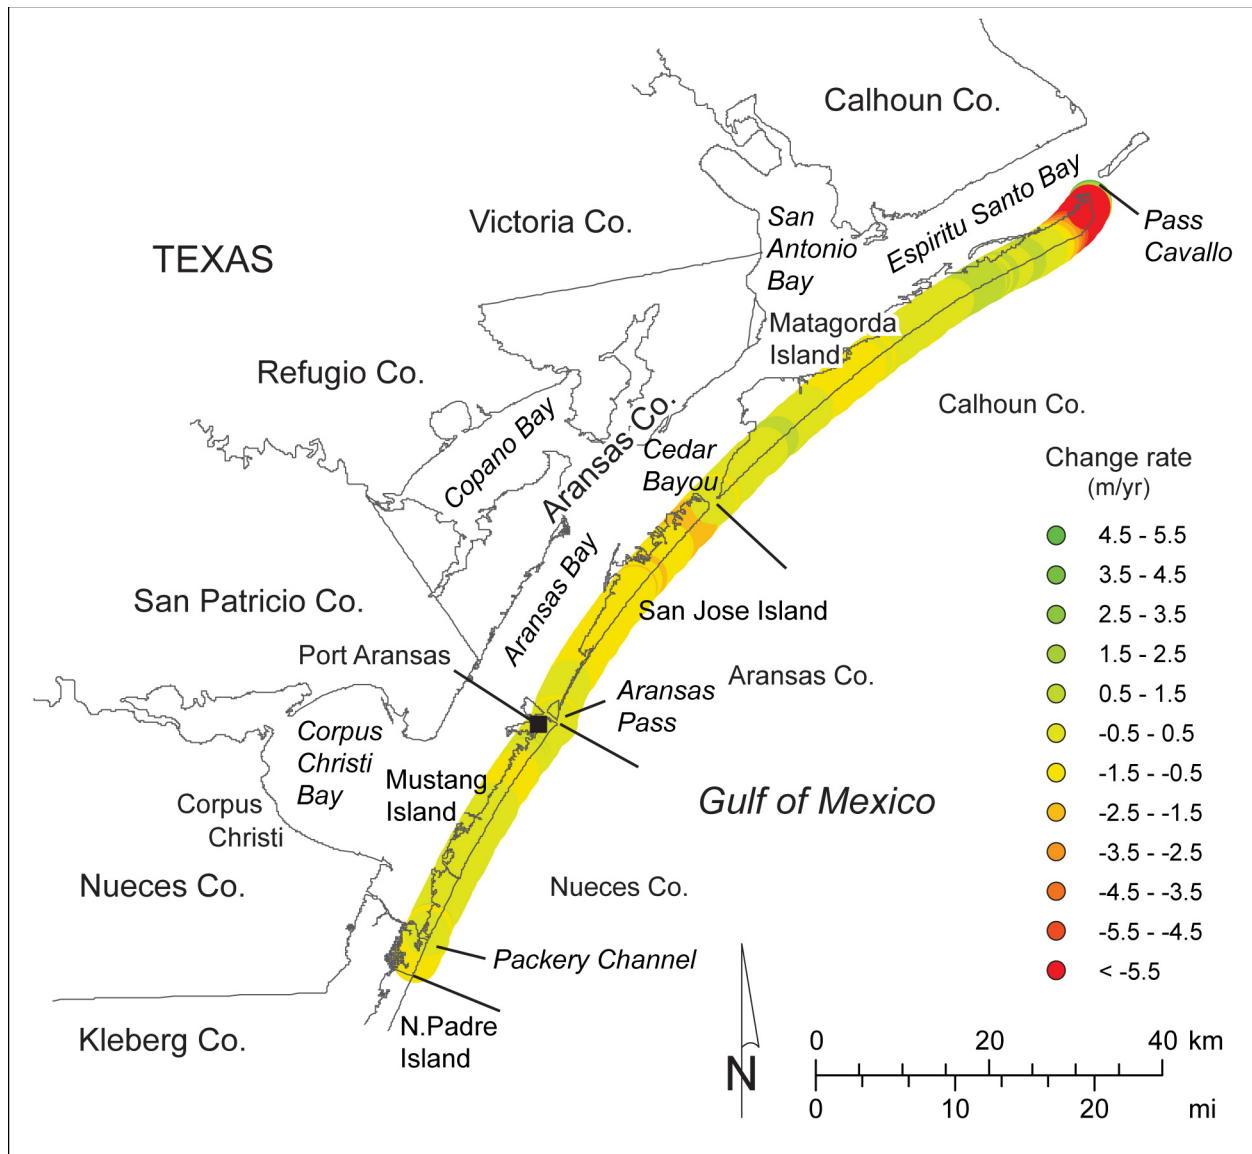 Calhoun Co.
Espiritu Santo Bay
Pass
Cavallo
Victoria Co.
San
Antonio
Bay
TEXAS
Matagorda
Island
Refugio Co.
Calhoun Co.
Copano Bay
Aransas Co.
Cedar
Bayou
Change rate
(m/yr)
4.5 - 5.5
3.5 - 4.5
2.5 - 3.5
1.5 - 2.5
0.5 - 1.5
-0.5 - 0.5
-1.5 - -0.5
-2.5 - -1.5
-3.5 - -2.5
-4.5 - -3.5
-5.5 - -4.5
< -5.5
San Patricio Co.
Aransas Bay
San Jose Island
Port Aransas
Aransas Co.
Aransas
Pass
Corpus
Christi
Bay
Mustang
Island
Gulf of Mexico
Corpus
Christi
Nueces Co.
Nueces Co.
Packery Channel
Kleberg Co.
N.Padre
Island
N
0 20 40 km
0 10 20 mi